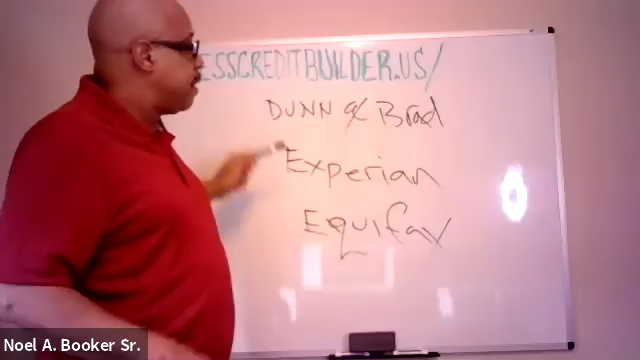 ESSCREDITBUILDER.US/
DUNN & Brad
Experian
Equifax
Noel A. Booker Sr.